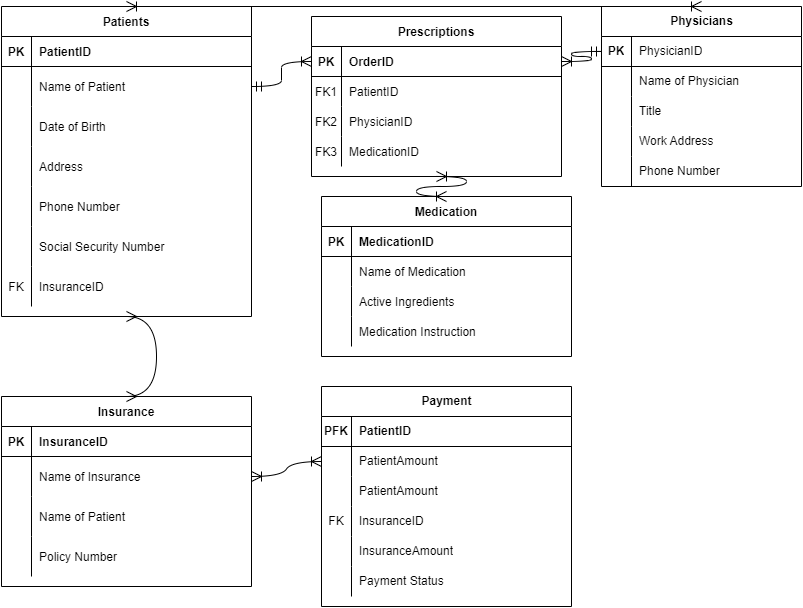 Patients
PK PatientID
Name of Patient
Date of Birth
Address
Phone Number
Social Security Number
FK InsuranceID
Prescriptions
PK OrderID
FK1 PatientID
FK2 PhysicianID
FK3 MedicationID
Physicians
PK PhysicianID
Name of Physician
Title
Work Address
Phone Number
Medication
PK MedicationID
Name of Medication
Active Ingredients
Medication Instruction
Insurance
PK InsuranceID
Name of Insurance
Name of Patient
Policy Number
Payment
PFK PatientID
PatientAmount
PatientAmount
FK InsuranceID
InsuranceAmount
Payment Status